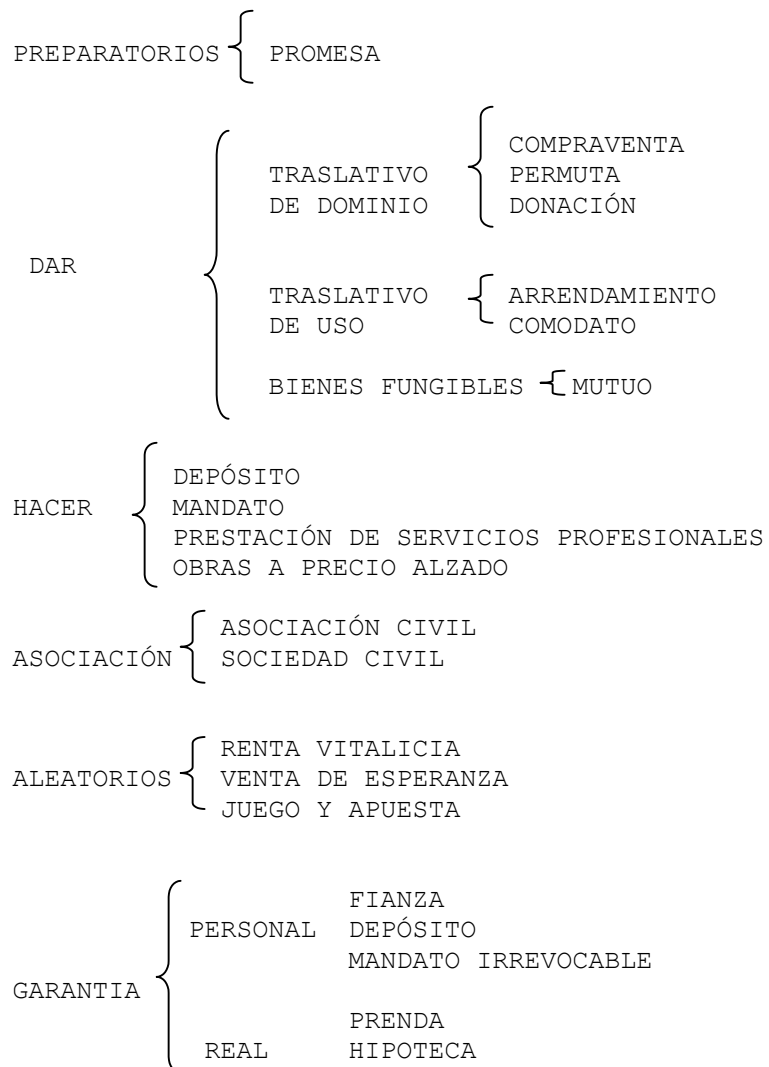 PREPARATORIOS PROMESA
COMPRAVENTA
TRASLATIVO PERMUTA
DE DOMINIO DONACIÓN
DAR
TRASLATIVO ARRENDAMIENTO
DE USO COMODATO
BIENES FUNGIBLES MUTUO
DEPÓSITO
HACER MANDATO
PRESTACIÓN DE SERVICIOS PROFESIONALES
OBRAS A PRECIO ALZADO
ASOCIACIÓN CIVIL
ASOCIACIÓN SOCIEDAD CIVIL
RENTA VITALICIA
ALEATORIOS VENTA DE ESPERANZA
JUEGO Y APUESTA
FIANZA
PERSONAL DEPÓSITO
MANDATO IRREVOCABLE
GARANTIA
PRENDA
REAL HIPOTECA